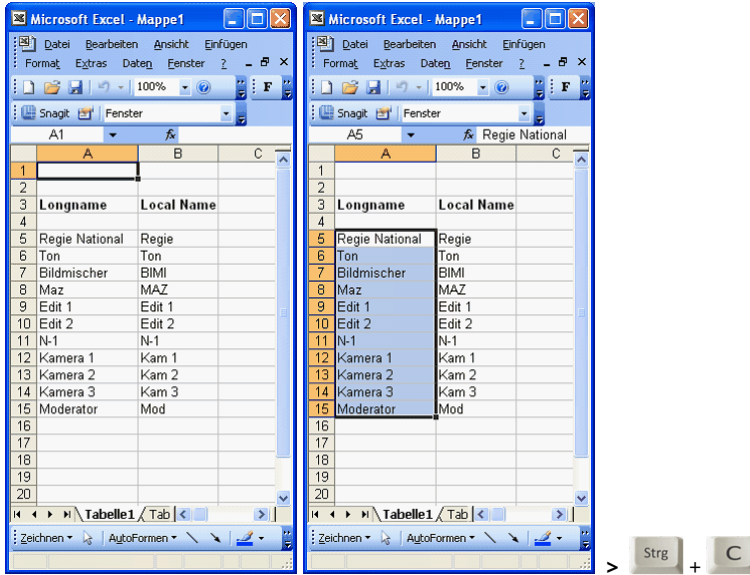 Microsoft Excel - Mappe1
Datei Bearbeiten Ansicht Einfügen
Format Extras Daten Fenster ?
100% F
Snagit Fenster
A1 fx
A B C
1
2
3 Longname Local Name
4
5 Regie National Regie
6 Ton Ton
7 Bildmischer BIMI
8 Maz MAZ
9 Edit 1 Edit 1
10 Edit 2 Edit 2
11 N-1 N-1
12 Kamera 1 Kam 1
13 Kamera 2 Kam 2
14 Kamera 3 Kam 3
15 Moderator Mod
16
17
18
19
20
Tabelle1 Tab
Zeichnen AutoFormen
Microsoft Excel - Mappe1
Datei Bearbeiten Ansicht Einfügen
Format Extras Daten Fenster ?
100% F
Snagit Fenster
A5 fx Regie National
A B C
1
2
3 Longname Local Name
4
5 Regie National Regie
6 Ton Ton
7 Bildmischer BIMI
8 Maz MAZ
9 Edit 1 Edit 1
10 Edit 2 Edit 2
11 N-1 N-1
12 Kamera 1 Kam 1
13 Kamera 2 Kam 2
14 Kamera 3 Kam 3
15 Moderator Mod
16
17
18
19
20
Tabelle1 Tab
Zeichnen AutoFormen
> Strg + C